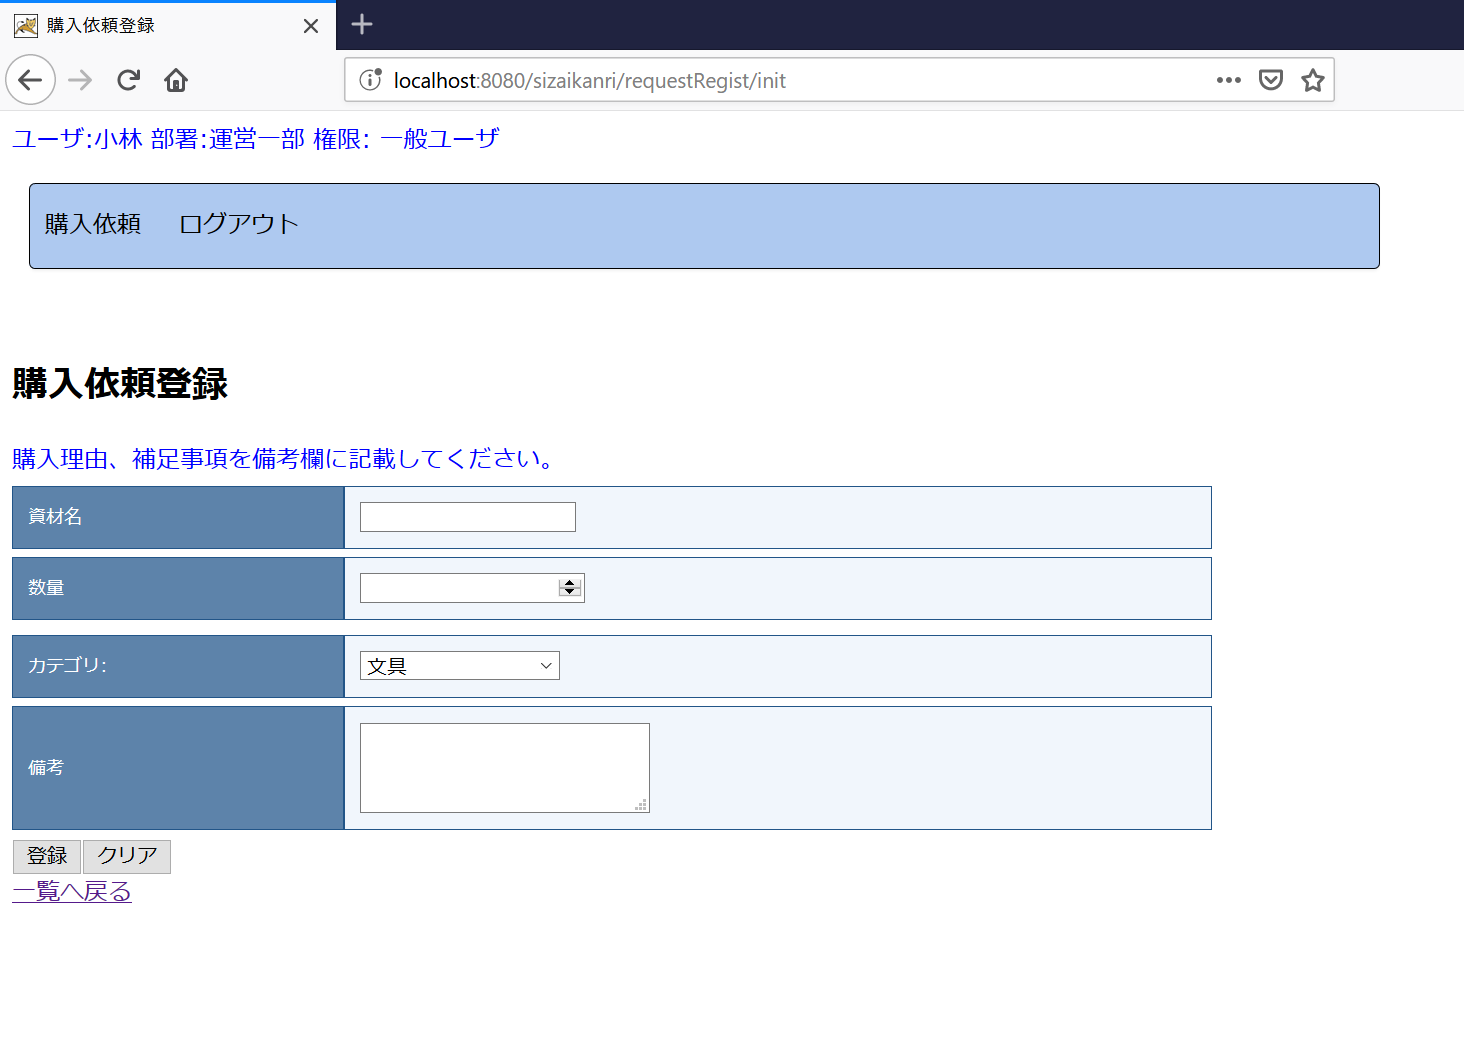 購入依頼登録
localhost:8080/sizaikanri/requestRegist/init
ユーザ:小林 部署:運営一部 権限: 一般ユーザ
購入依頼 ログアウト
購入依頼登録
購入理由、補足事項を備考欄に記載してください。
資材名
数量
カテゴリ: 文具
備考
登録 クリア
一覧へ戻る